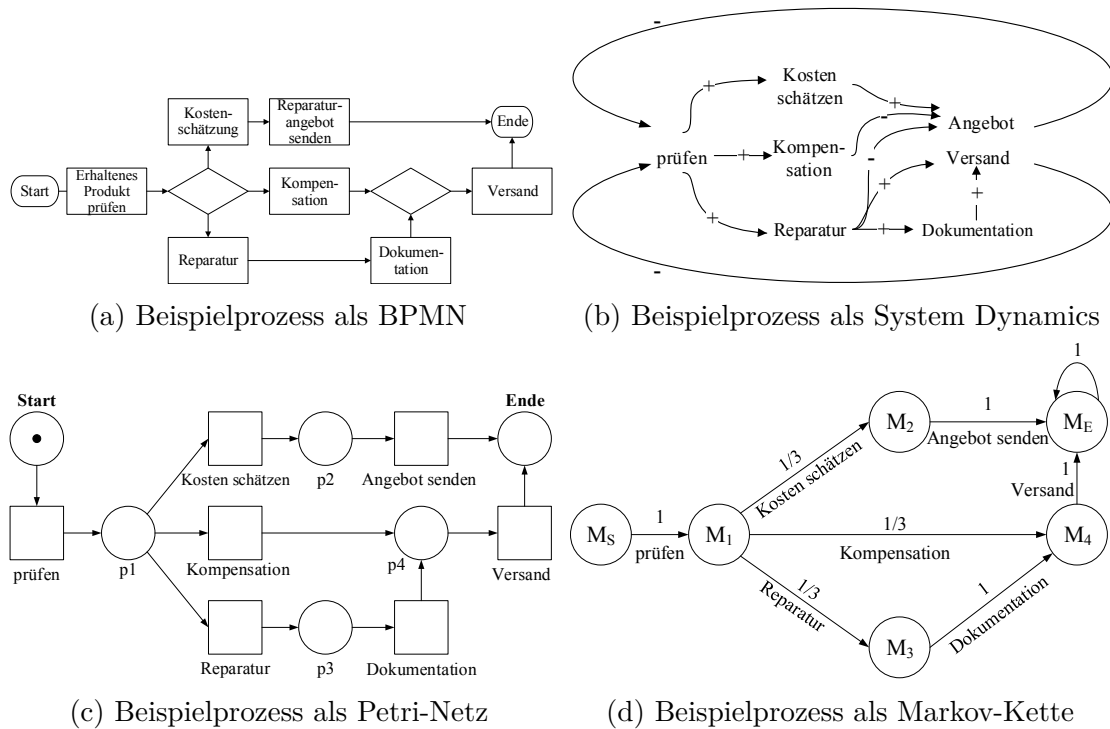 Kosten-
schätzung
Reparatur-
angebot
senden
Ende
Start
Erhaltenes
Produkt
prüfen
Kompen-
sation
Versand
Reparatur
Dokumen-
tation
(a) Beispielprozess als BPMN
-
Kosten
schätzen
+
+
-
Angebot
prüfen
+
Kompen-
sation
-
Versand
+
+
+
Reparatur
+
Dokumentation
-
(b) Beispielprozess als System Dynamics
Start
Ende
Kosten schätzen
p2
Angebot senden
prüfen
p1
Kompensation
p4
Versand
Reparatur
p3
Dokumentation
(c) Beispielprozess als Petri-Netz
1
M2
1
Angebot senden
ME
1/3
Kosten schätzen
1
Versand
MS
1
prüfen
M1
1/3
Kompensation
M4
1/3
Reparatur
1
Dokumentation
M3
(d) Beispielprozess als Markov-Kette